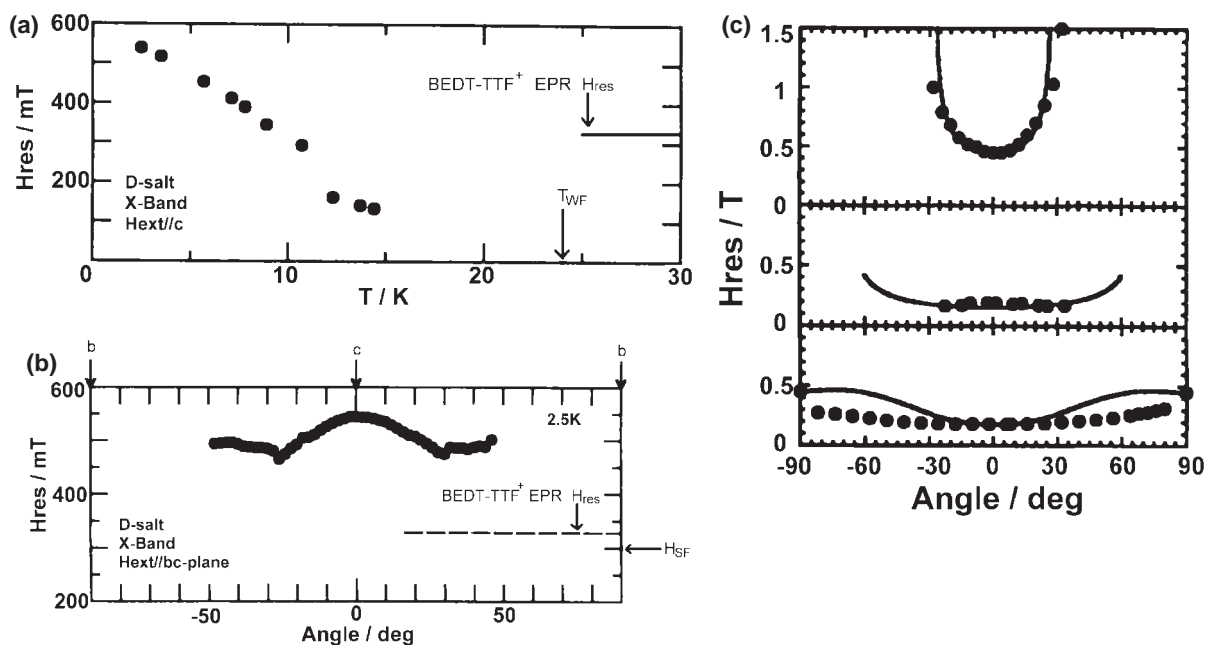 (a)
600
400
200
0
Hres / mT
BEDT-TTF⁺ EPR Hres
D-salt
X-Band
Hext//c
TWF
0 10 20 30
T / K
(b)
b c b
600
400
200
Hres / mT
2.5K
BEDT-TTF⁺ EPR Hres
HSF
D-salt
X-Band
Hext//bc-plane
-50 0 50
Angle / deg
(c)
1.5
1
0.5
0
0.5
0
0.5
0
Hres / T
-90 -60 -30 0 30 60 90
Angle / deg